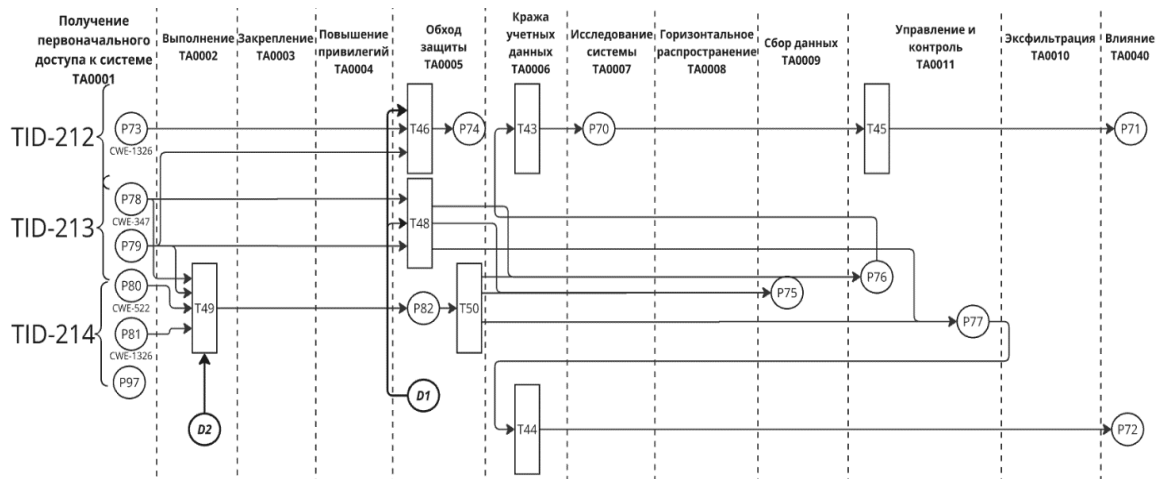 Получение
первоначального
доступа к системе
TA0001
Выполнение
TA0002
Закрепление
TA0003
Повышение
привилегий
TA0004
Обход
защиты
TA0005
Кража
учетных
данных
TA0006
Исследование
системы
TA0007
Горизонтальное
распространение
TA0008
Сбор данных
TA0009
Управление и
контроль
TA0011
Эксфильтрация
TA0010
Влияние
TA0040
TID-212
P73
CWE-1326
T46
P74
T43
P70
T45
P71
TID-213
P78
CWE-347
P79
T48
P76
P75
TID-214
P80
CWE-522
P81
CWE-1326
P97
T49
P82
T50
P77
D1
D2
T44
P72